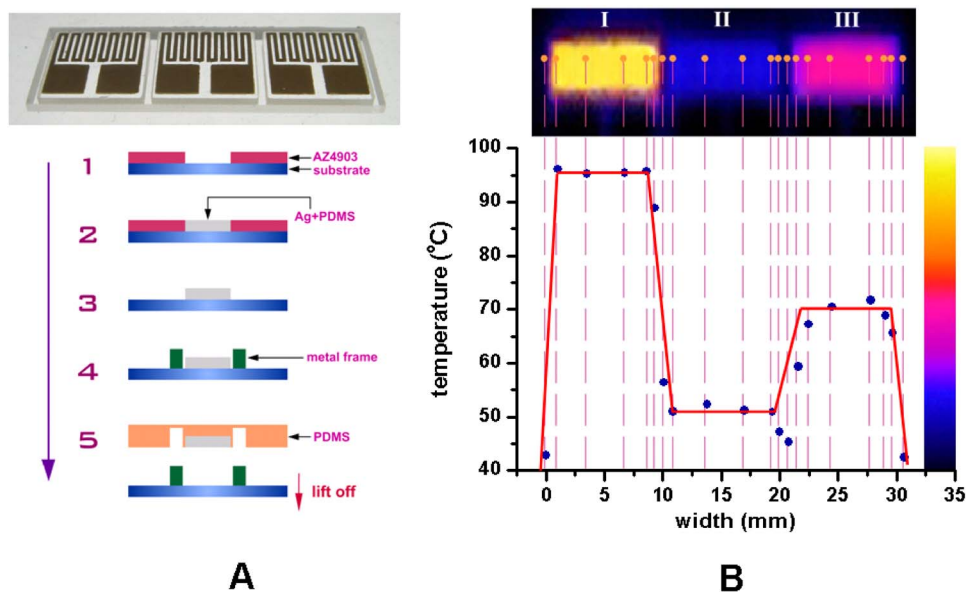 1
AZ4903
substrate
2
Ag+PDMS
3
4
metal frame
5
PDMS
lift off
A
I II III
temperature (°C)
100
90
80
70
60
50
40
0 5 10 15 20 25 30 35
width (mm)
B